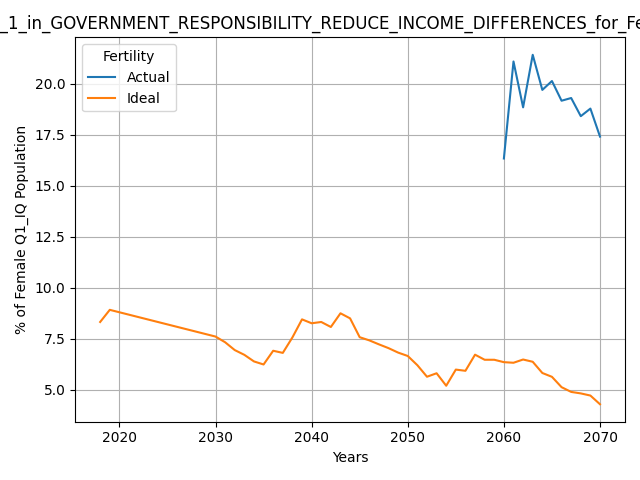 _1_in_GOVERNMENT_RESPONSIBILITY_REDUCE_INCOME_DIFFERENCES_for_Fe
Fertility
Actual
Ideal
20.0
17.5
15.0
12.5
10.0
7.5
5.0
% of Female Q1_IQ Population
2020
2030
2040
2050
2060
2070
Years